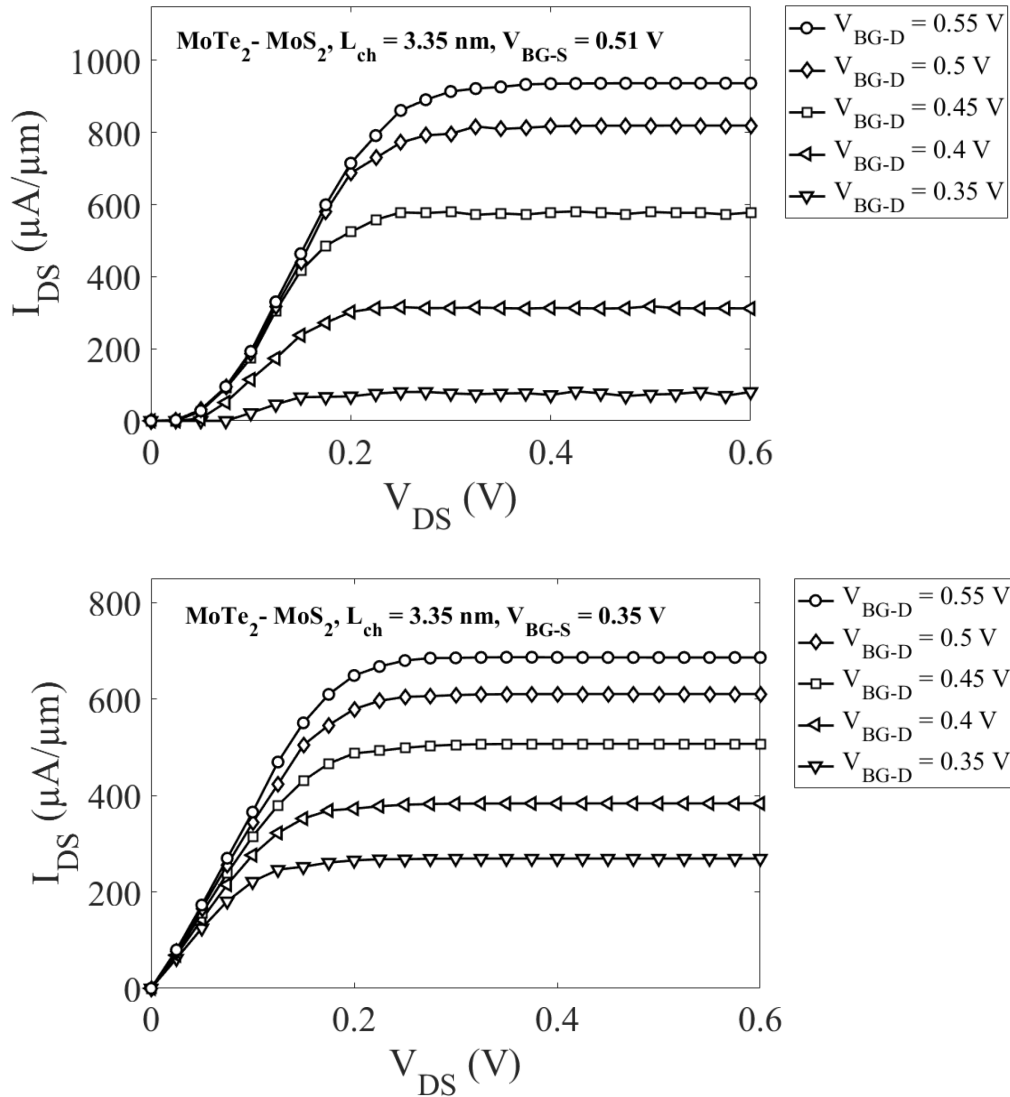 MoTe2- MoS2, Lch = 3.35 nm, VBG-S = 0.51 V
1000
800
600
400
200
0
0 0.2 0.4 0.6
VDS (V)
IDS (μA/μm)
VBG-D = 0.55 V
VBG-D = 0.5 V
VBG-D = 0.45 V
VBG-D = 0.4 V
VBG-D = 0.35 V
MoTe2- MoS2, Lch = 3.35 nm, VBG-S = 0.35 V
800
600
400
200
0
0 0.2 0.4 0.6
VDS (V)
IDS (μA/μm)
VBG-D = 0.55 V
VBG-D = 0.5 V
VBG-D = 0.45 V
VBG-D = 0.4 V
VBG-D = 0.35 V